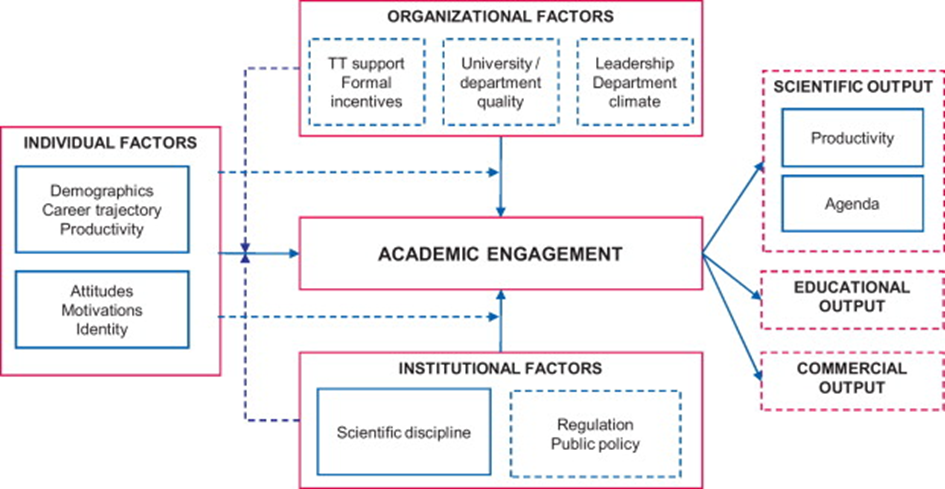 ORGANIZATIONAL FACTORS
TT support
Formal
incentives
University /
department
quality
Leadership
Department
climate
INDIVIDUAL FACTORS
Demographics
Career trajectory
Productivity
Attitudes
Motivations
Identity
ACADEMIC ENGAGEMENT
INSTITUTIONAL FACTORS
Scientific discipline
Regulation
Public policy
SCIENTIFIC OUTPUT
Productivity
Agenda
EDUCATIONAL
OUTPUT
COMMERCIAL
OUTPUT